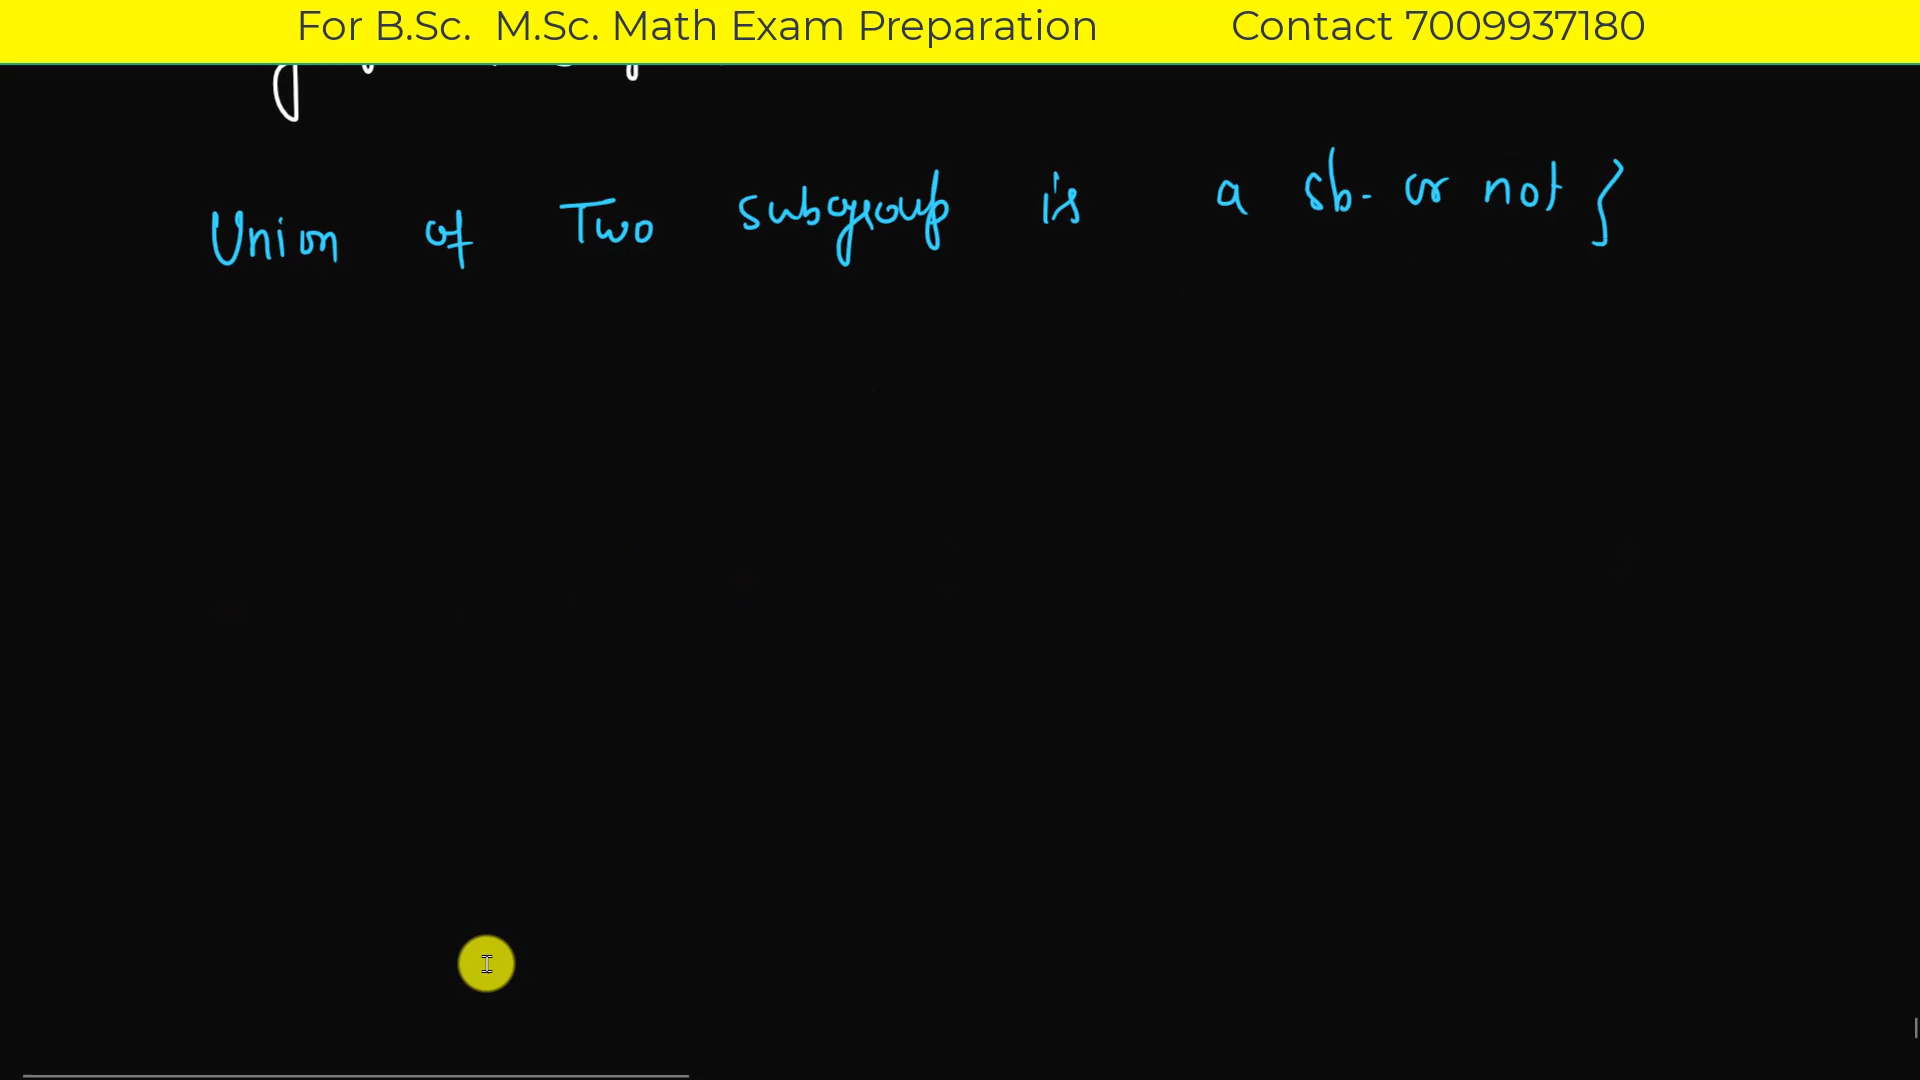 For B.Sc. M.Sc. Math Exam Preparation Contact 7009937180
Union of Two subgroup is a sb. or not }